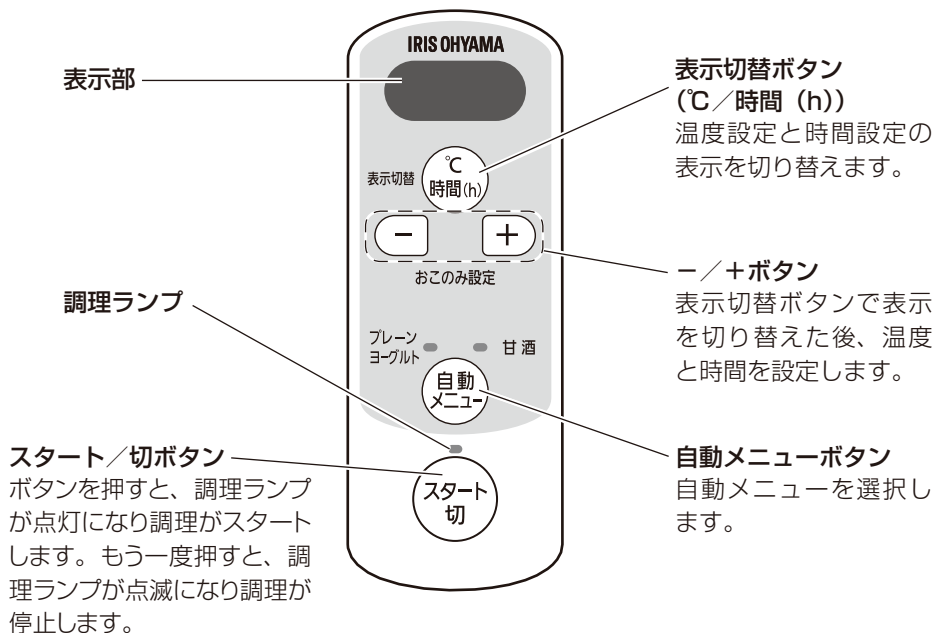 IRIS OHYAMA
表示部
表示切替ボタン
(℃／時間（h))
温度設定と時間設定の
表示を切り替えます。
表示切替
℃
時間(h)
−
+
おこのみ設定
−／＋ボタン
表示切替ボタンで表示
を切り替えた後、温度
と時間を設定します。
調理ランプ
プレーン
ヨーグルト
甘酒
自動
メニュー
自動メニューボタン
自動メニューを選択し
ます。
スタート／切ボタン
ボタンを押すと、調理ランプ
が点灯になり調理がスタート
します。もう一度押すと、調
理ランプが点滅になり調理が
停止します。
スタート
切